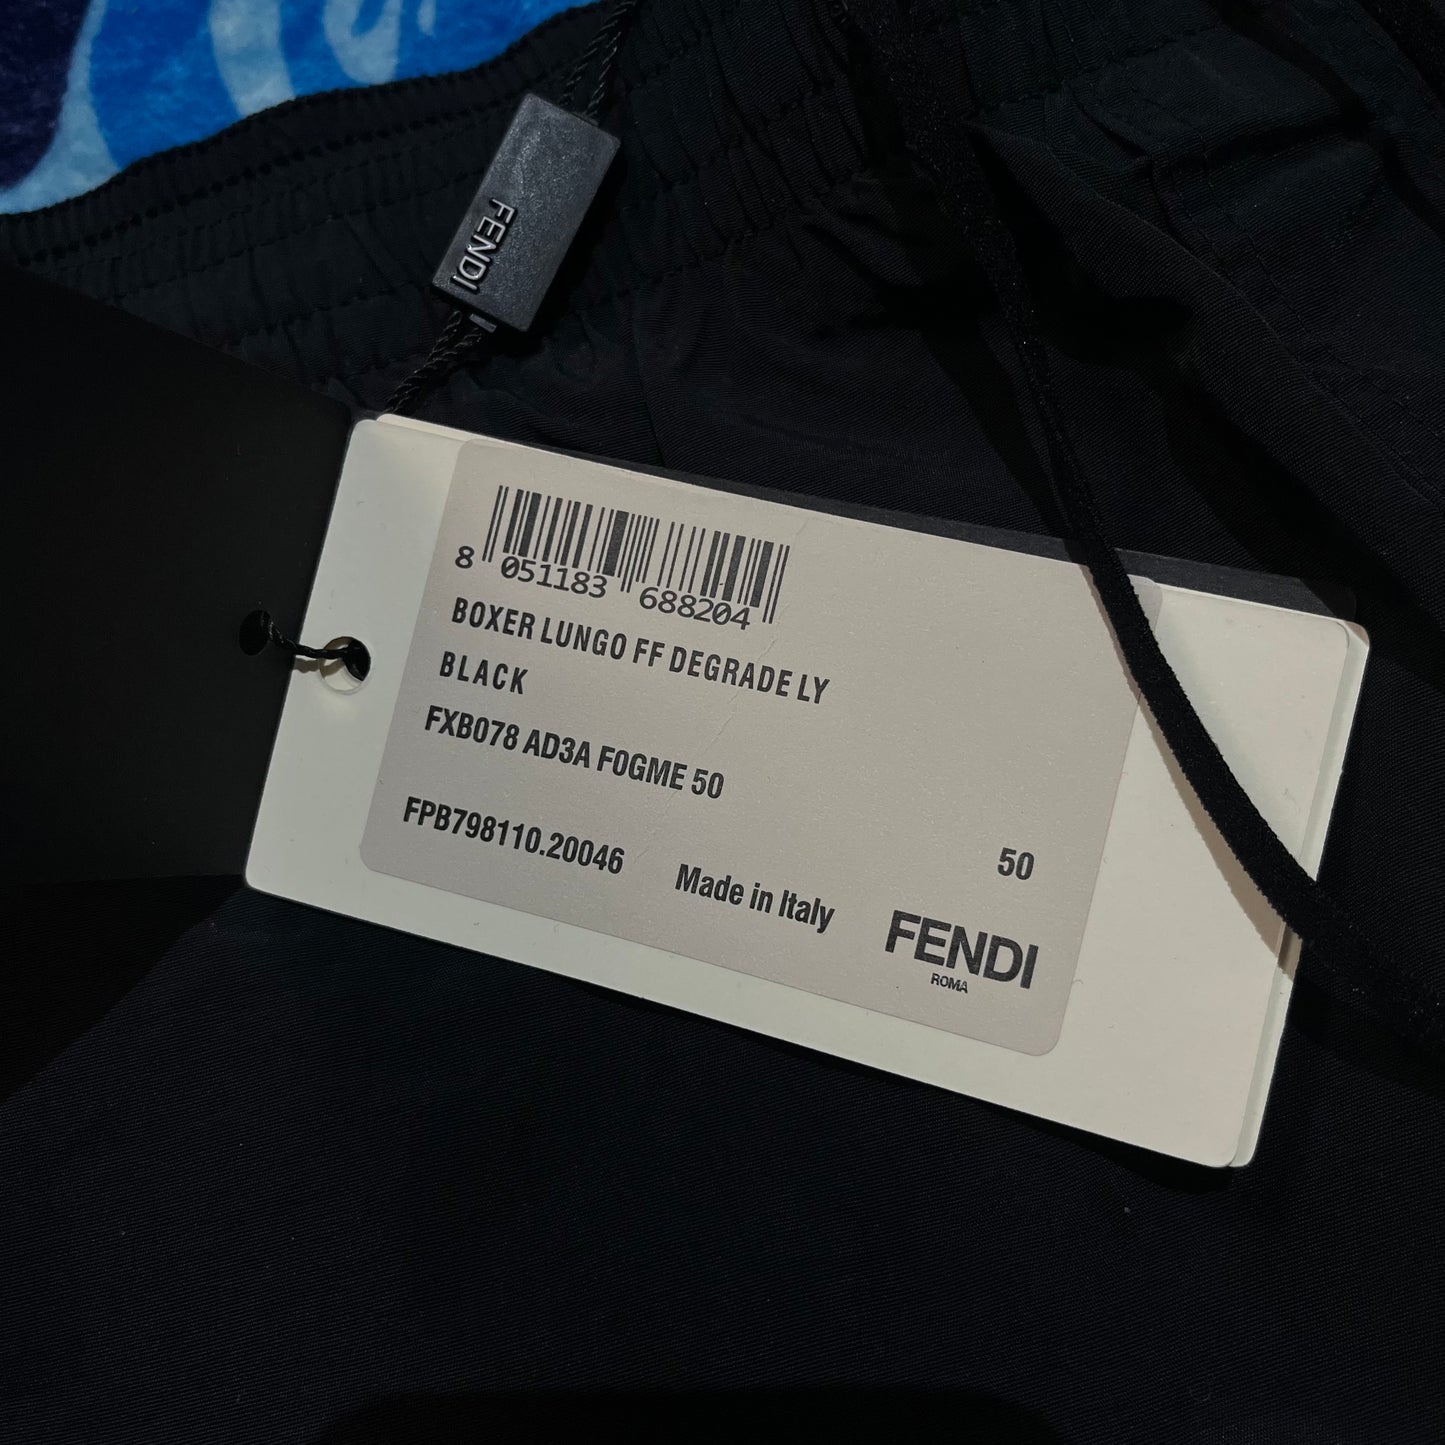 FENDI
8 051183 688204
BOXER LUNGO FF DEGRADE LY
BLACK
FXB078 AD3A F0GME 50
50
FPB798110.20046
Made in Italy
FENDI
ROMA